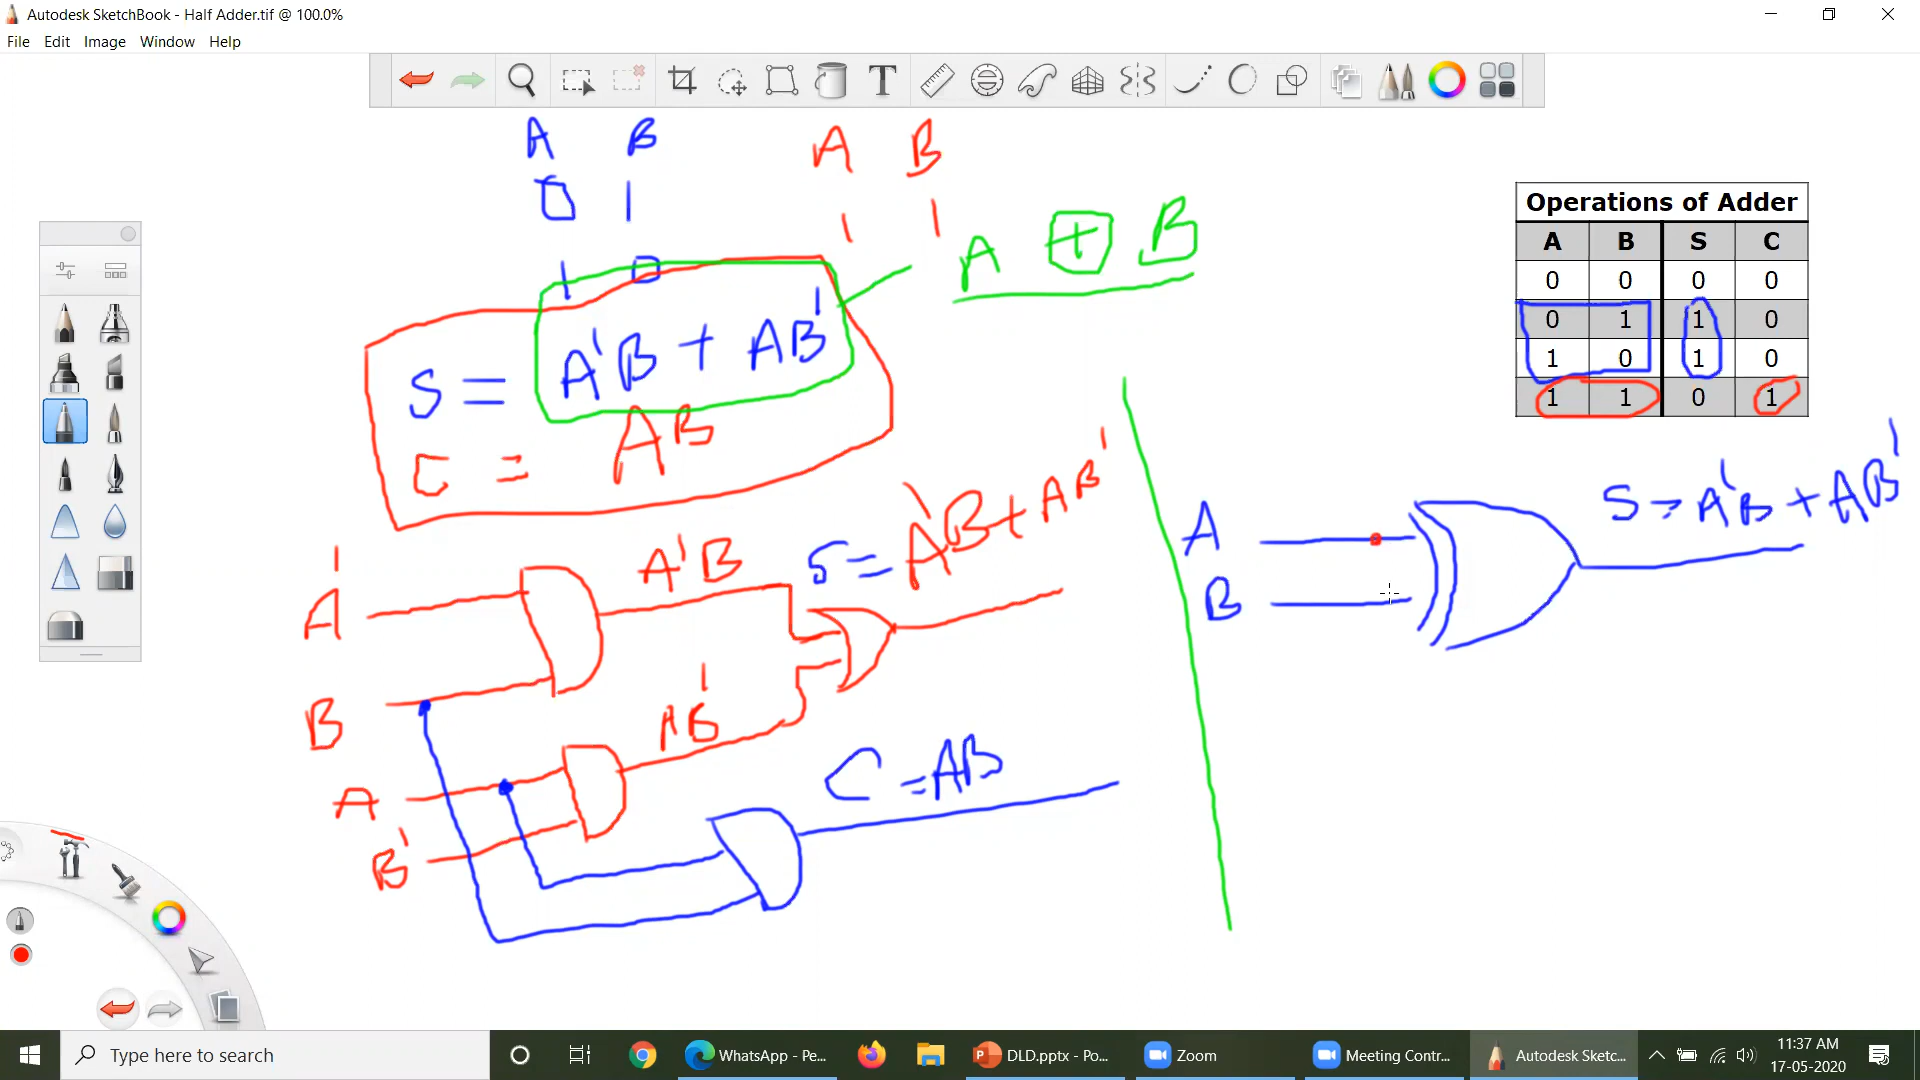 Autodesk SketchBook - Half Adder.tif @ 100.0%
File Edit Image Window Help
T
A B
0 1
1 0
A B
1 1
A ⊕ B
S = A'B + AB'
C = AB
Operations of Adder
A B S C
0 0 0 0
0 1 1 0
1 0 1 0
1 1 0 1
A'
B
A'B
S = A'B + AB'
A
B'
AB'
C = AB
A
B
S = A'B + AB'
Type here to search
WhatsApp - Pe...
DLD.pptx - Po...
Zoom
Meeting Contr...
Autodesk Sketc...
11:37 AM
17-05-2020